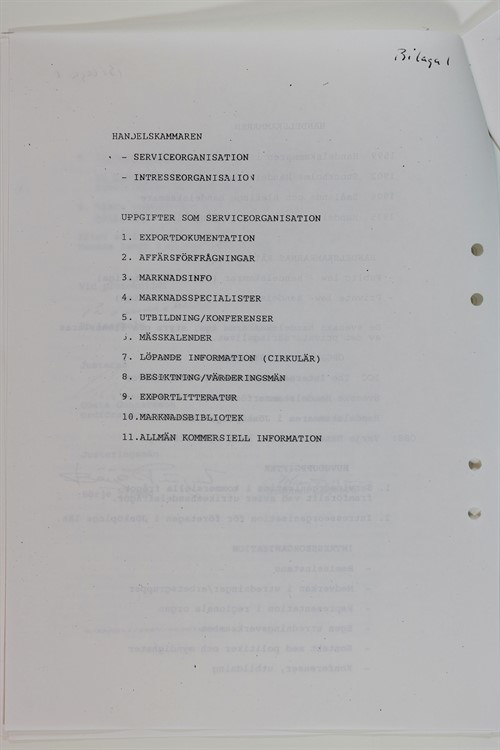 Bilaga 1
HANDELSKAMMAREN
- SERVICEORGANISATION
- INTRESSEORGANISATION
UPPGIFTER SOM SERVICEORGANISATION
1. EXPORTDOKUMENTATION
2. AFFÄRSFÖRFRÅGNINGAR
3. MARKNADSINFO
4. MARKNADSSPECIALISTER
5. UTBILDNING/KONFERENSER
6. MÄSSKALENDER
7. LÖPANDE INFORMATION (CIRKULÄR)
8. BESIKTNING/VÄRDERINGSMÄN
9. EXPORTLITTERATUR
10.MARKNADSBIBLIOTEK
11.ALLMÄN KOMMERSIELL INFORMATION